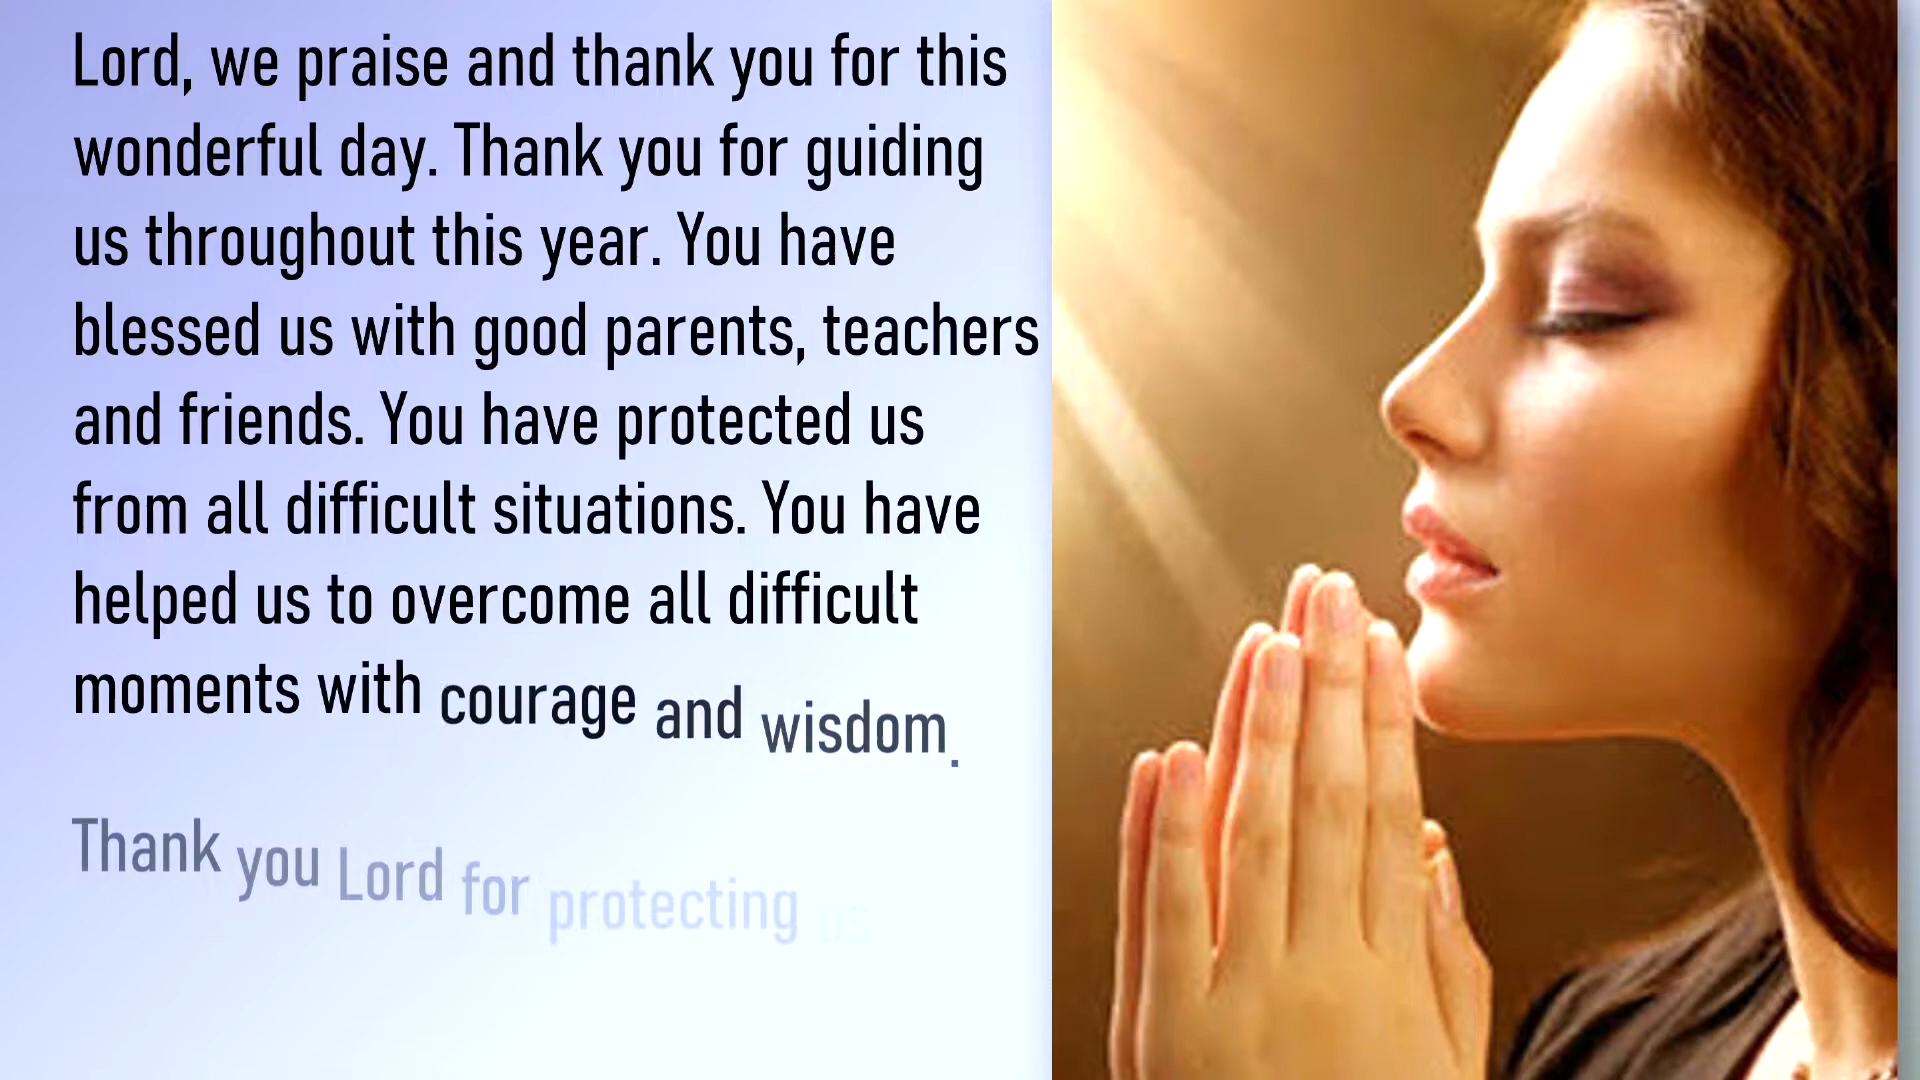 Lord, we praise and thank you for this
wonderful day. Thank you for guiding
us throughout this year. You have
blessed us with good parents, teachers
and friends. You have protected us
from all difficult situations. You have
helped us to overcome all difficult
moments with courage and wisdom.
Thank you Lord for protecting us